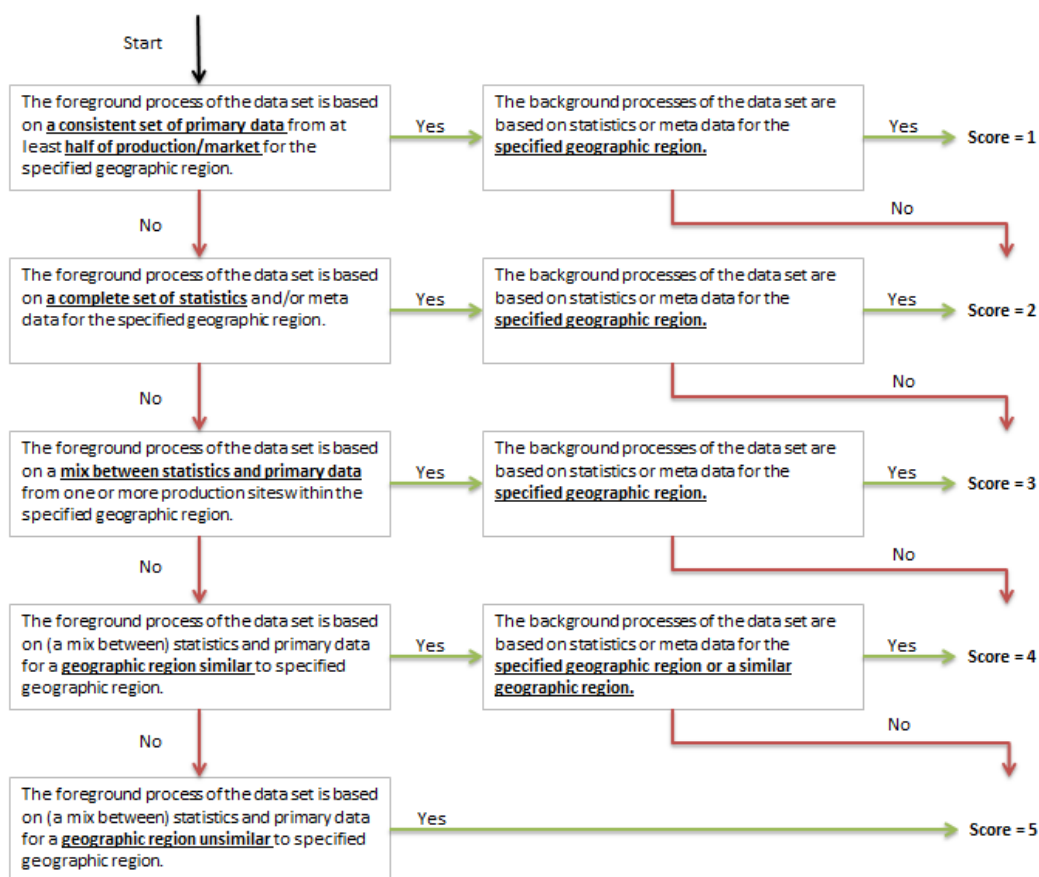 Start
The foreground process of the data set is based
on a consistent set of primary data from at
least half of production/market for the
specified geographic region.
Yes
The background processes of the data set are
based on statistics or meta data for the
specified geographic region.
Yes
Score = 1
No
No
The foreground process of the data set is based
on a complete set of statistics and/or meta
data for the specified geographic region.
Yes
The background processes of the data set are
based on statistics or meta data for the
specified geographic region.
Yes
Score = 2
No
No
The foreground process of the data set is based
on a mix between statistics and primary data
from one or more production sites within the
specified geographic region.
Yes
The background processes of the data set are
based on statistics or meta data for the
specified geographic region.
Yes
Score = 3
No
No
The foreground process of the data set is based
on (a mix between) statistics and primary data
for a geographic region similar to specified
geographic region.
Yes
The background processes of the data set are
based on statistics or meta data for the
specified geographic region or a similar
geographic region.
Yes
Score = 4
No
No
The foreground process of the data set is based
on (a mix between) statistics and primary data
for a geographic region unsimilar to specified
geographic region.
Yes
Score = 5